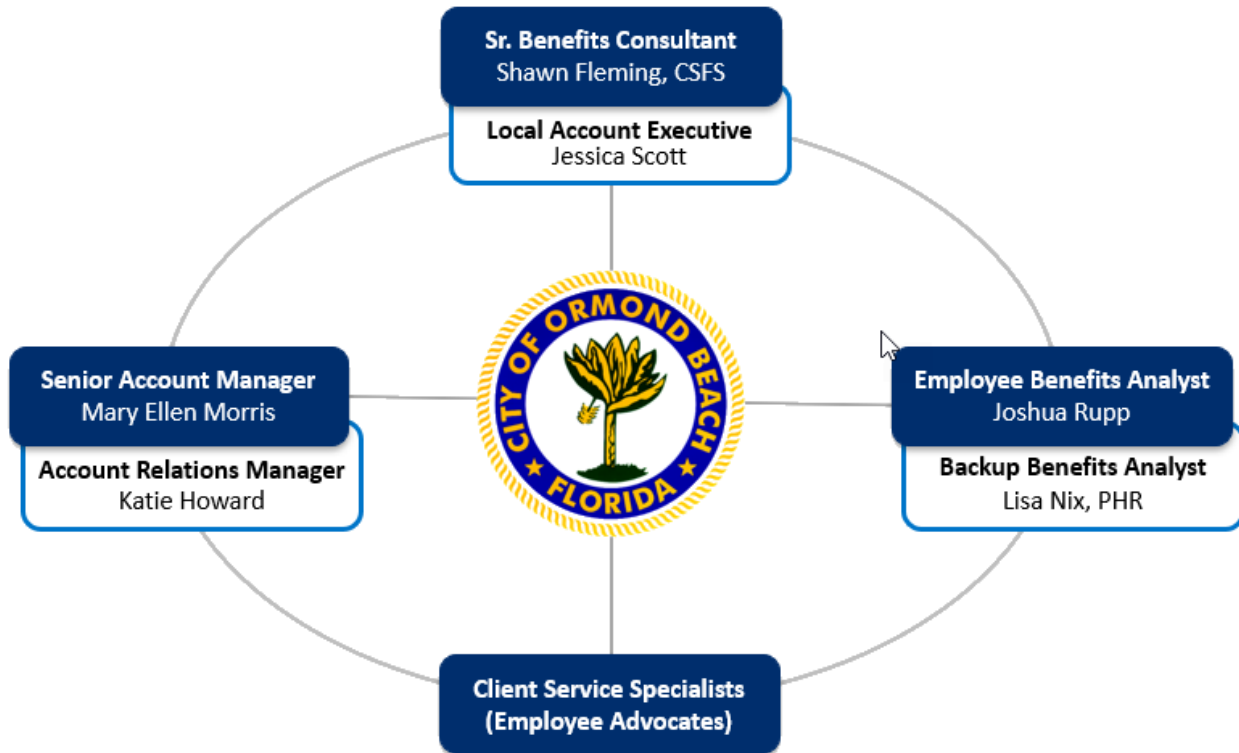 Sr. Benefits Consultant
Shawn Fleming, CSFS
Local Account Executive
Jessica Scott
CITY OF ORMOND BEACH
FLORIDA
Senior Account Manager
Mary Ellen Morris
Account Relations Manager
Katie Howard
Employee Benefits Analyst
Joshua Rupp
Backup Benefits Analyst
Lisa Nix, PHR
Client Service Specialists
(Employee Advocates)